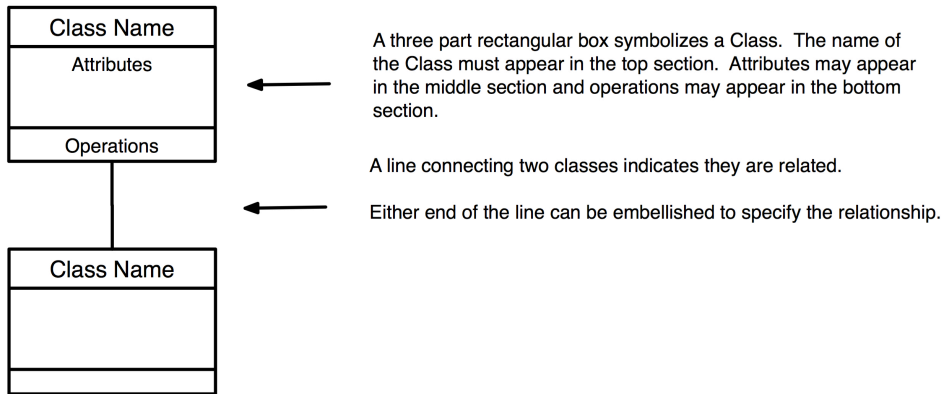 Class Name
Attributes
Operations
A three part rectangular box symbolizes a Class.  The name of
the Class must appear in the top section.  Attributes may appear
in the middle section and operations may appear in the bottom
section.
A line connecting two classes indicates they are related.
Either end of the line can be embellished to specify the relationship.
Class Name